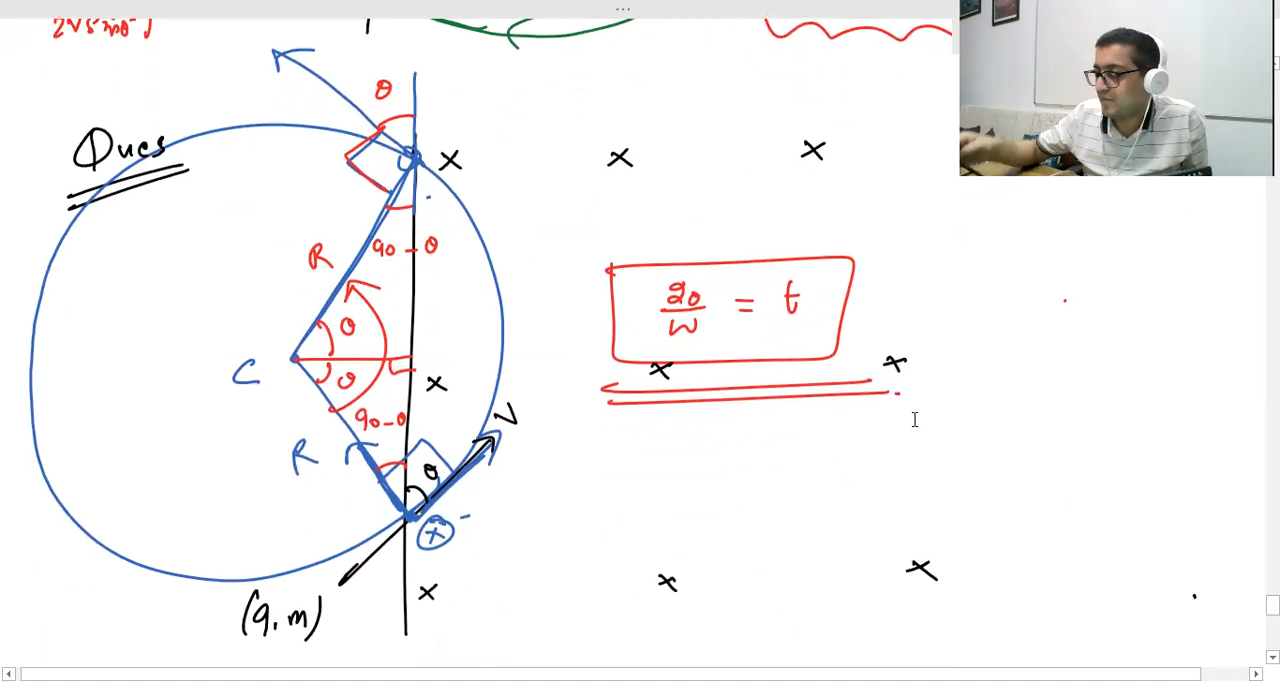 θ
Ques
x x x
R 90-θ
2θ/ω = t
θ
C θ x x x
90-θ
R θ V
x
x x x
(q, m)